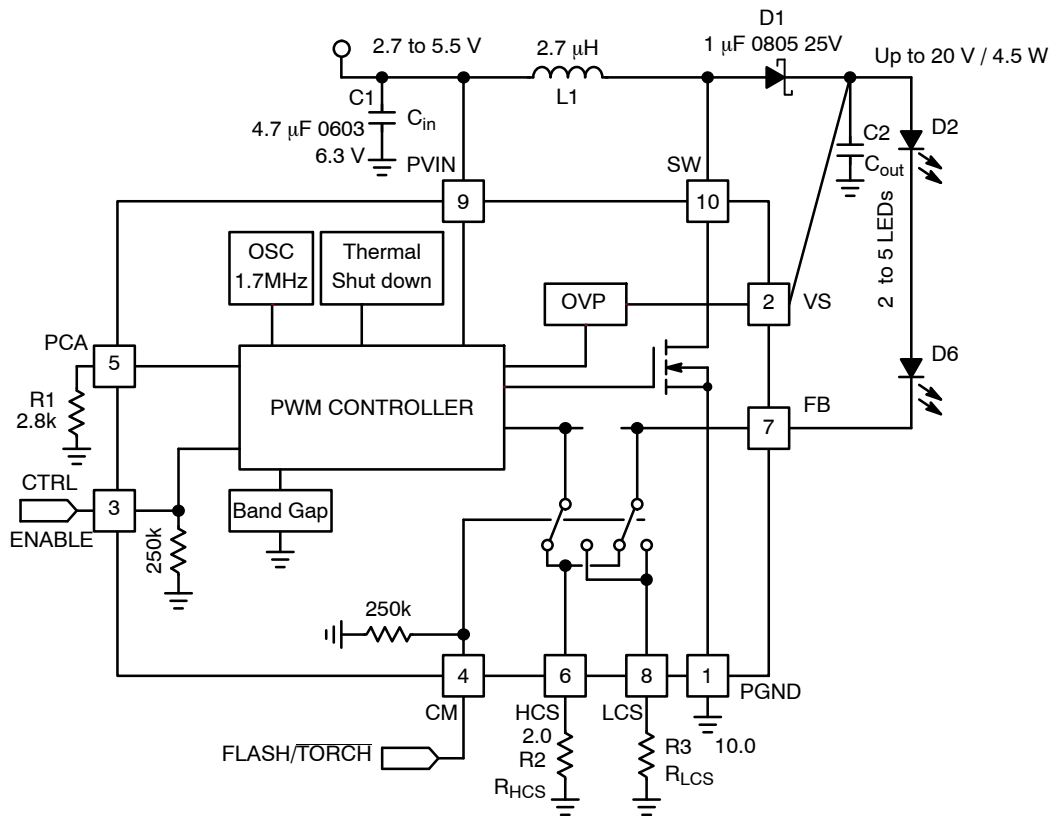 D1
2.7 to 5.5 V
2.7 μH
1 μF 0805 25V
Up to 20 V / 4.5 W
C1
L1
C2
D2
4.7 μF 0603
Cin
6.3 V
Cout
PVIN
SW
9
10
2 to 5 LEDs
OSC
1.7MHz
Thermal
Shut down
OVP
2
VS
PCA
5
D6
R1
2.8k
PWM CONTROLLER
FB
7
CTRL
3
ENABLE
250k
Band Gap
250k
4
6
8
1
PGND
CM
HCS
LCS
2.0
R2
R3
10.0
FLASH/TORCH
RHCS
RLCS